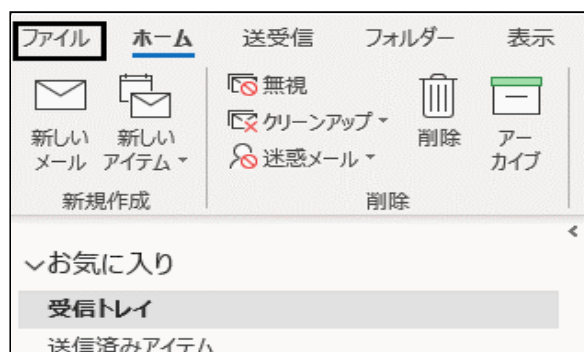 ファイル ホーム 送受信 フォルダー 表示
新しい
メール
新しい
アイテム
無視
クリーンアップ
迷惑メール
削除
アー
カイブ
新規作成
削除
お気に入り
受信トレイ
送信済みアイテム